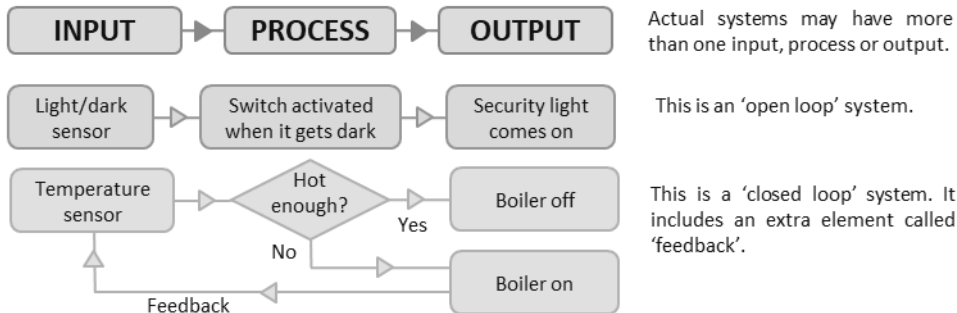 INPUT PROCESS OUTPUT
Actual systems may have more
than one input, process or output.
Light/dark
sensor
Switch activated
when it gets dark
Security light
comes on
This is an ‘open loop’ system.
Temperature
sensor
Hot
enough?
Yes
No
Boiler off
Boiler on
Feedback
This is a ‘closed loop’ system. It
includes an extra element called
‘feedback’.